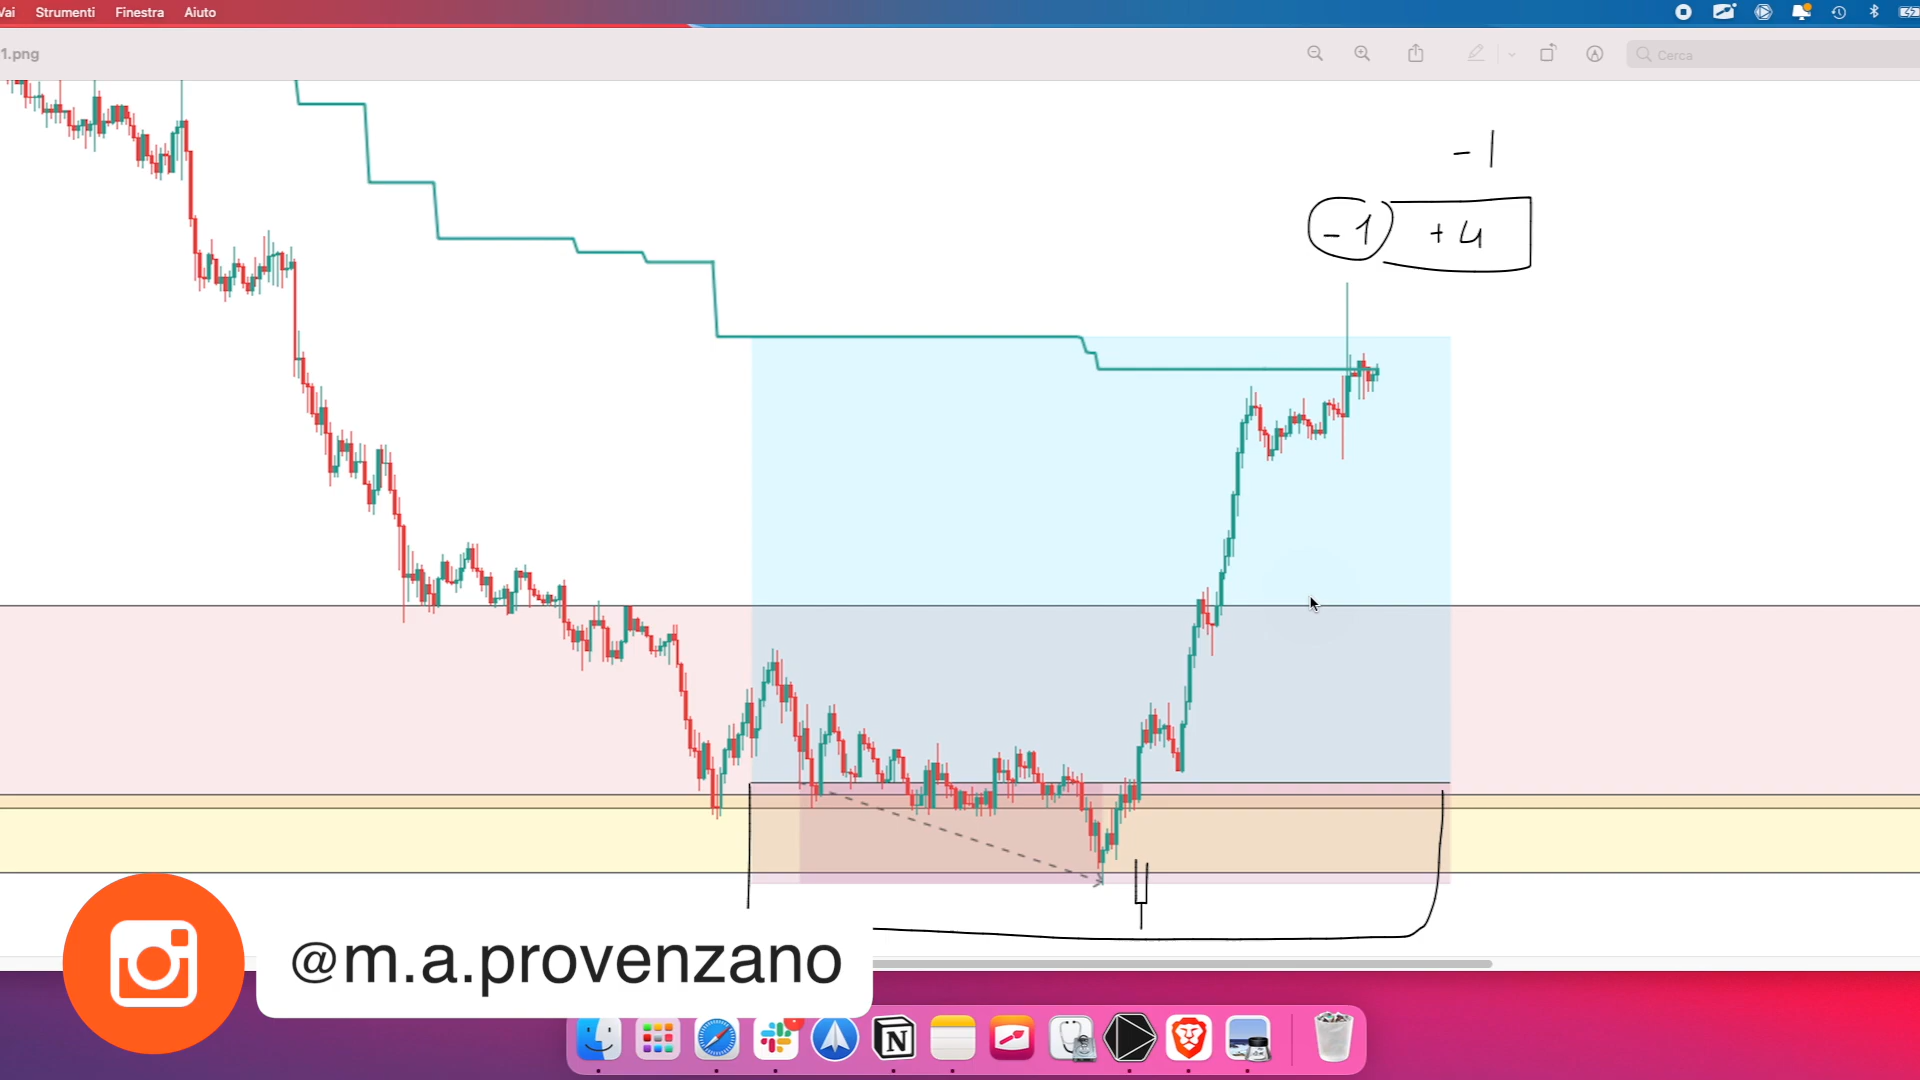 Vai Strumenti Finestra Aiuto
1.png
Cerca
- 1
- 1 + 4
@m.a.provenzano